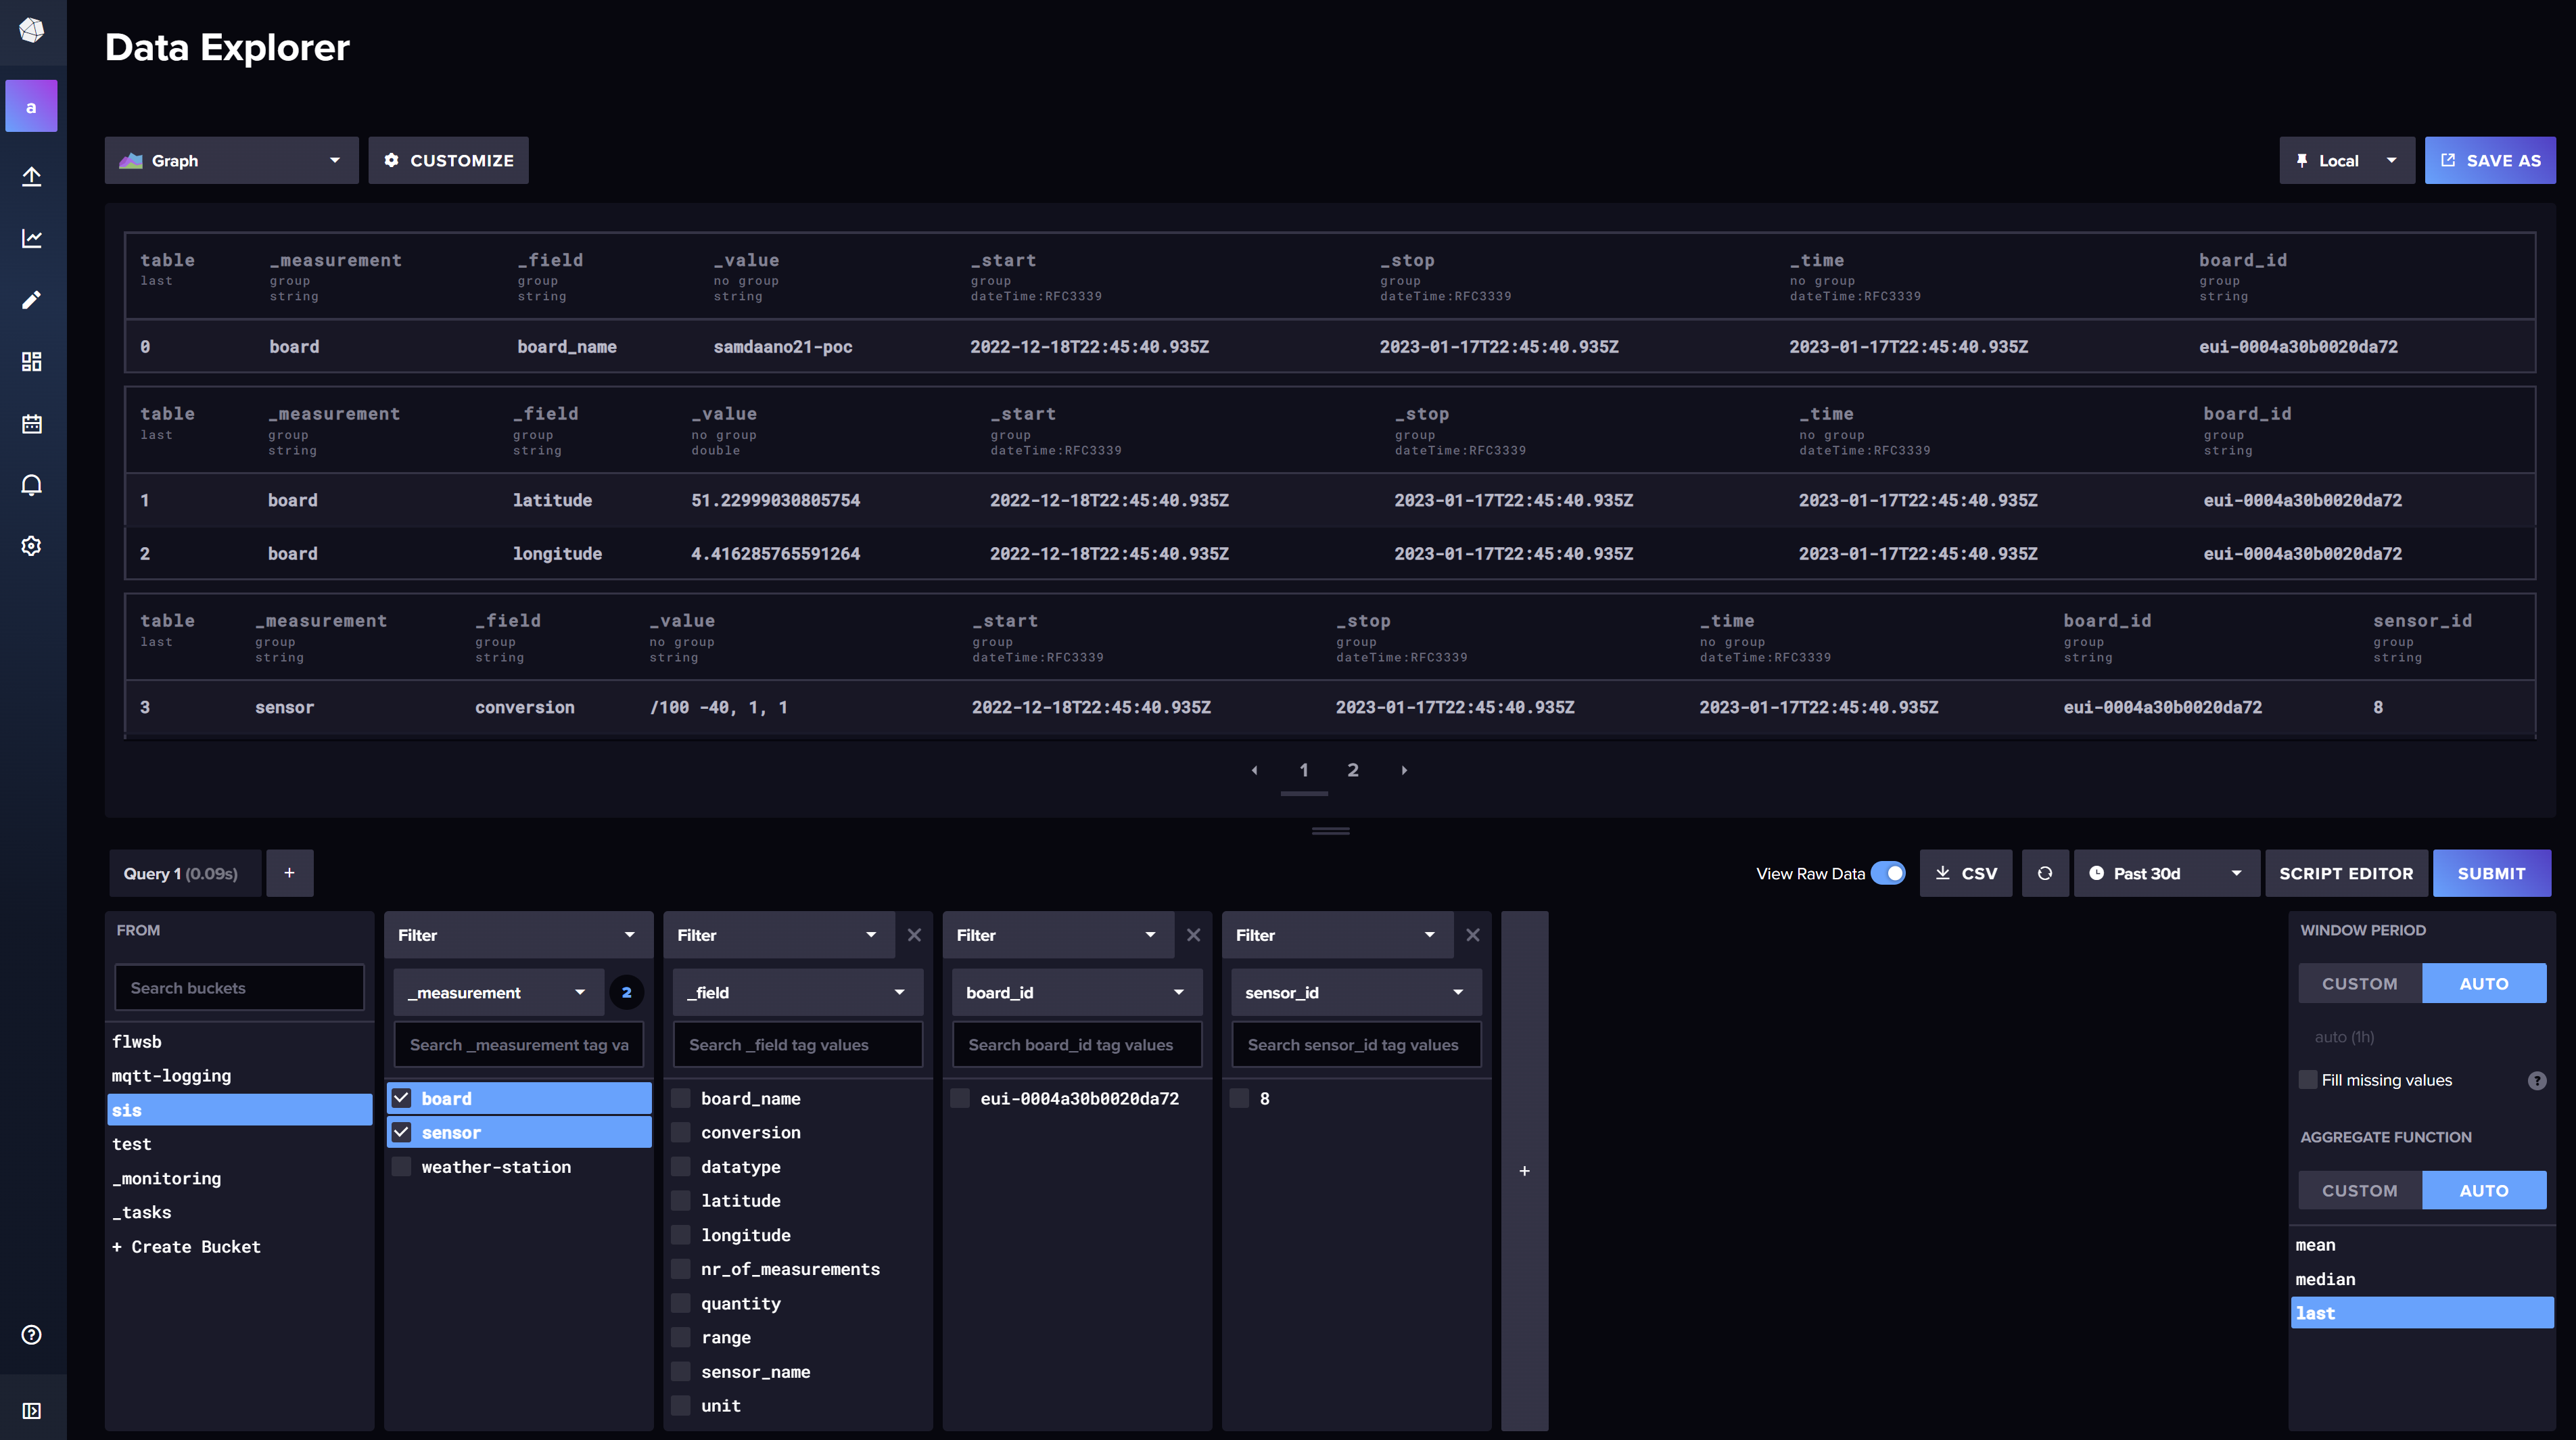 Data Explorer
a
Graph
CUSTOMIZE
Local
SAVE AS
table _measurement _field _value _start _stop _time board_id
last group group no group group group no group group
string string string dateTime:RFC3339 dateTime:RFC3339 dateTime:RFC3339 string
0 board board_name samdaano21-poc 2022-12-18T22:45:40.935Z 2023-01-17T22:45:40.935Z 2023-01-17T22:45:40.935Z eui-0004a30b0020da72
table _measurement _field _value _start _stop _time board_id
last group group no group group group no group group
string string double dateTime:RFC3339 dateTime:RFC3339 dateTime:RFC3339 string
1 board latitude 51.22999030805754 2022-12-18T22:45:40.935Z 2023-01-17T22:45:40.935Z 2023-01-17T22:45:40.935Z eui-0004a30b0020da72
2 board longitude 4.416285765591264 2022-12-18T22:45:40.935Z 2023-01-17T22:45:40.935Z 2023-01-17T22:45:40.935Z eui-0004a30b0020da72
table _measurement _field _value _start _stop _time board_id sensor_id
last group group no group group group no group group group
string string string dateTime:RFC3339 dateTime:RFC3339 dateTime:RFC3339 string string
3 sensor conversion /100 -40, 1, 1 2022-12-18T22:45:40.935Z 2023-01-17T22:45:40.935Z 2023-01-17T22:45:40.935Z eui-0004a30b0020da72 8
1 2
Query 1 (0.09s)
+
View Raw Data
CSV
Past 30d
SCRIPT EDITOR
SUBMIT
FROM
Search buckets
flwsb
mqtt-logging
sis
test
_monitoring
_tasks
+ Create Bucket
Filter
_measurement
2
Search _measurement tag va
board
sensor
weather-station
Filter
_field
Search _field tag values
board_name
conversion
datatype
latitude
longitude
nr_of_measurements
quantity
range
sensor_name
unit
Filter
board_id
Search board_id tag values
eui-0004a30b0020da72
Filter
sensor_id
Search sensor_id tag values
8
+
WINDOW PERIOD
CUSTOM AUTO
auto (1h)
Fill missing values
?
AGGREGATE FUNCTION
CUSTOM AUTO
mean
median
last